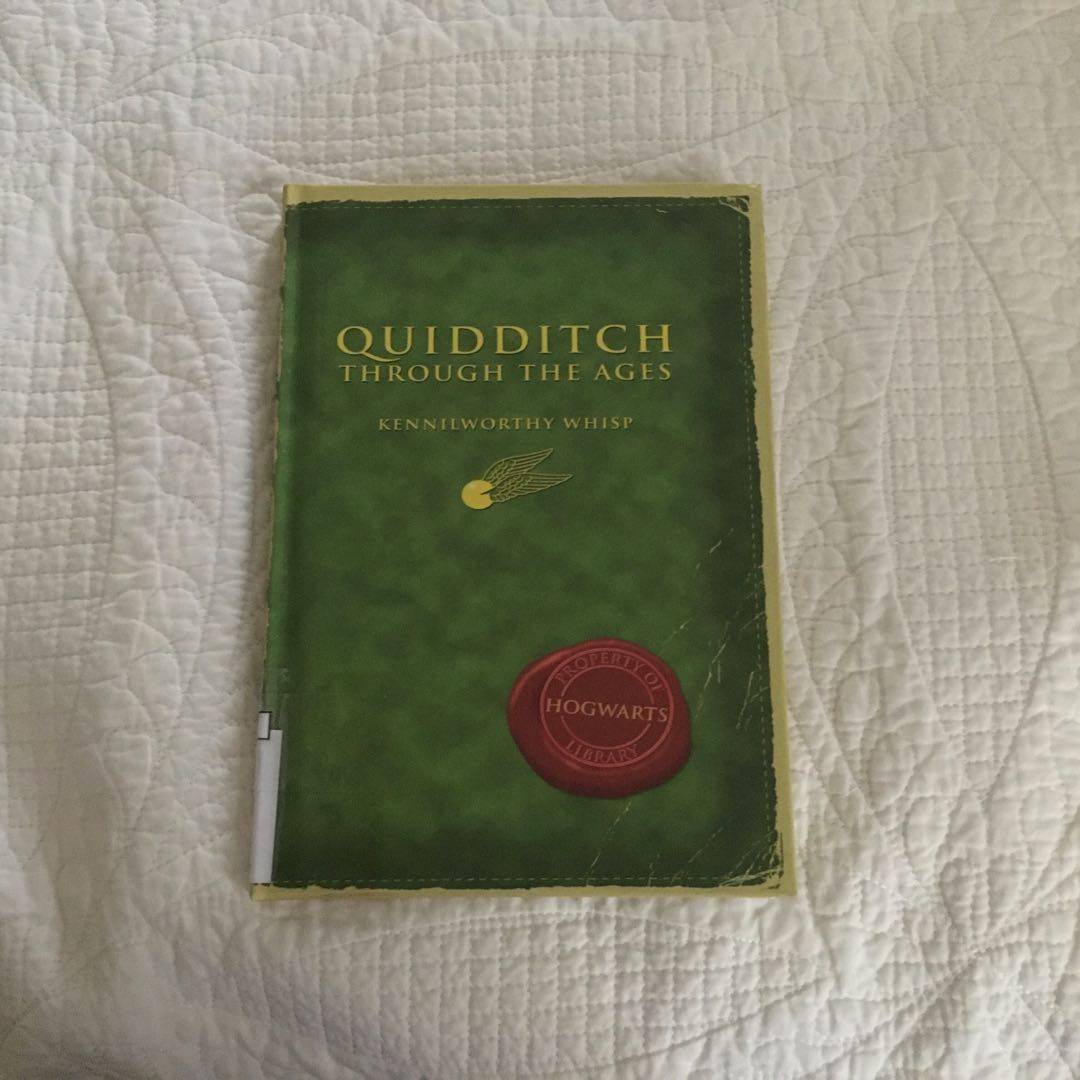 QUIDDITCH
THROUGH THE AGES
KENNILWORTHY WHISP
PROPERTY OF
HOGWARTS
LIBRARY